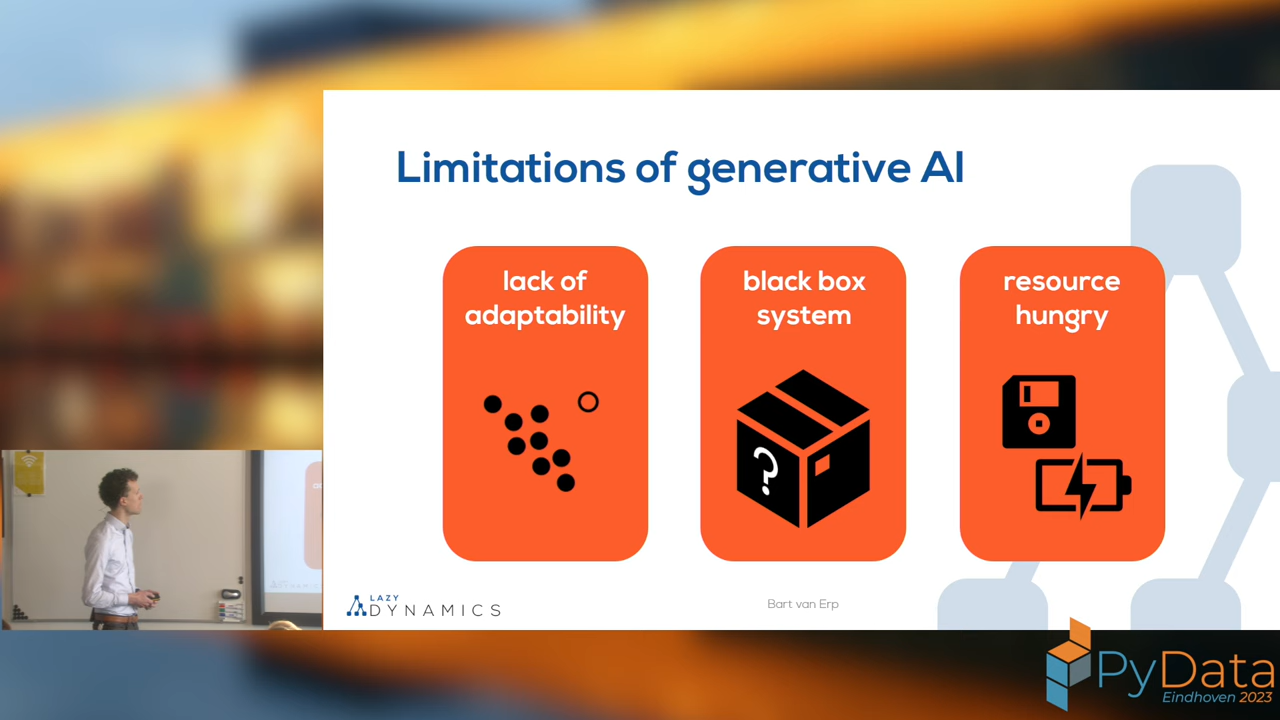 Limitations of generative AI
lack of
adaptability
black box
system
resource
hungry
?
LAZY
DYNAMICS
Bart van Erp
PyData
Eindhoven 2023